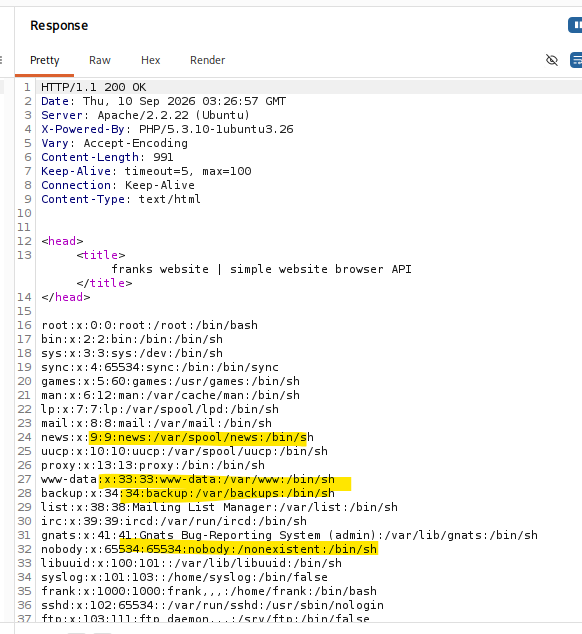 Response
Pretty Raw Hex Render
1 HTTP/1.1 200 OK
2 Date: Thu, 10 Sep 2026 03:26:57 GMT
3 Server: Apache/2.2.22 (Ubuntu)
4 X-Powered-By: PHP/5.3.10-1ubuntu3.26
5 Vary: Accept-Encoding
6 Content-Length: 991
7 Keep-Alive: timeout=5, max=100
8 Connection: Keep-Alive
9 Content-Type: text/html
10
11
12 <head>
13 <title>
franks website | simple website browser API
</title>
14 </head>
15
16 root:x:0:0:root:/root:/bin/bash
17 bin:x:2:2:bin:/bin:/bin/sh
18 sys:x:3:3:sys:/dev:/bin/sh
19 sync:x:4:65534:sync:/bin:/bin/sync
20 games:x:5:60:games:/usr/games:/bin/sh
21 man:x:6:12:man:/var/cache/man:/bin/sh
22 lp:x:7:7:lp:/var/spool/lpd:/bin/sh
23 mail:x:8:8:mail:/var/mail:/bin/sh
24 news:x:9:9:news:/var/spool/news:/bin/sh
25 uucp:x:10:10:uucp:/var/spool/uucp:/bin/sh
26 proxy:x:13:13:proxy:/bin:/bin/sh
27 www-data:x:33:33:www-data:/var/www:/bin/sh
28 backup:x:34:34:backup:/var/backups:/bin/sh
29 list:x:38:38:Mailing List Manager:/var/list:/bin/sh
30 irc:x:39:39:ircd:/var/run/ircd:/bin/sh
31 gnats:x:41:41:Gnats Bug-Reporting System (admin):/var/lib/gnats:/bin/sh
32 nobody:x:65534:65534:nobody:/nonexistent:/bin/sh
33 libuuid:x:100:101::/var/lib/libuuid:/bin/sh
34 syslog:x:101:103::/home/syslog:/bin/false
35 frank:x:1000:1000:frank,,,:/home/frank:/bin/bash
36 sshd:x:102:65534::/var/run/sshd:/usr/sbin/nologin
37 ftp:x:103:111:ftp daemon,,,:/srv/ftp:/bin/false